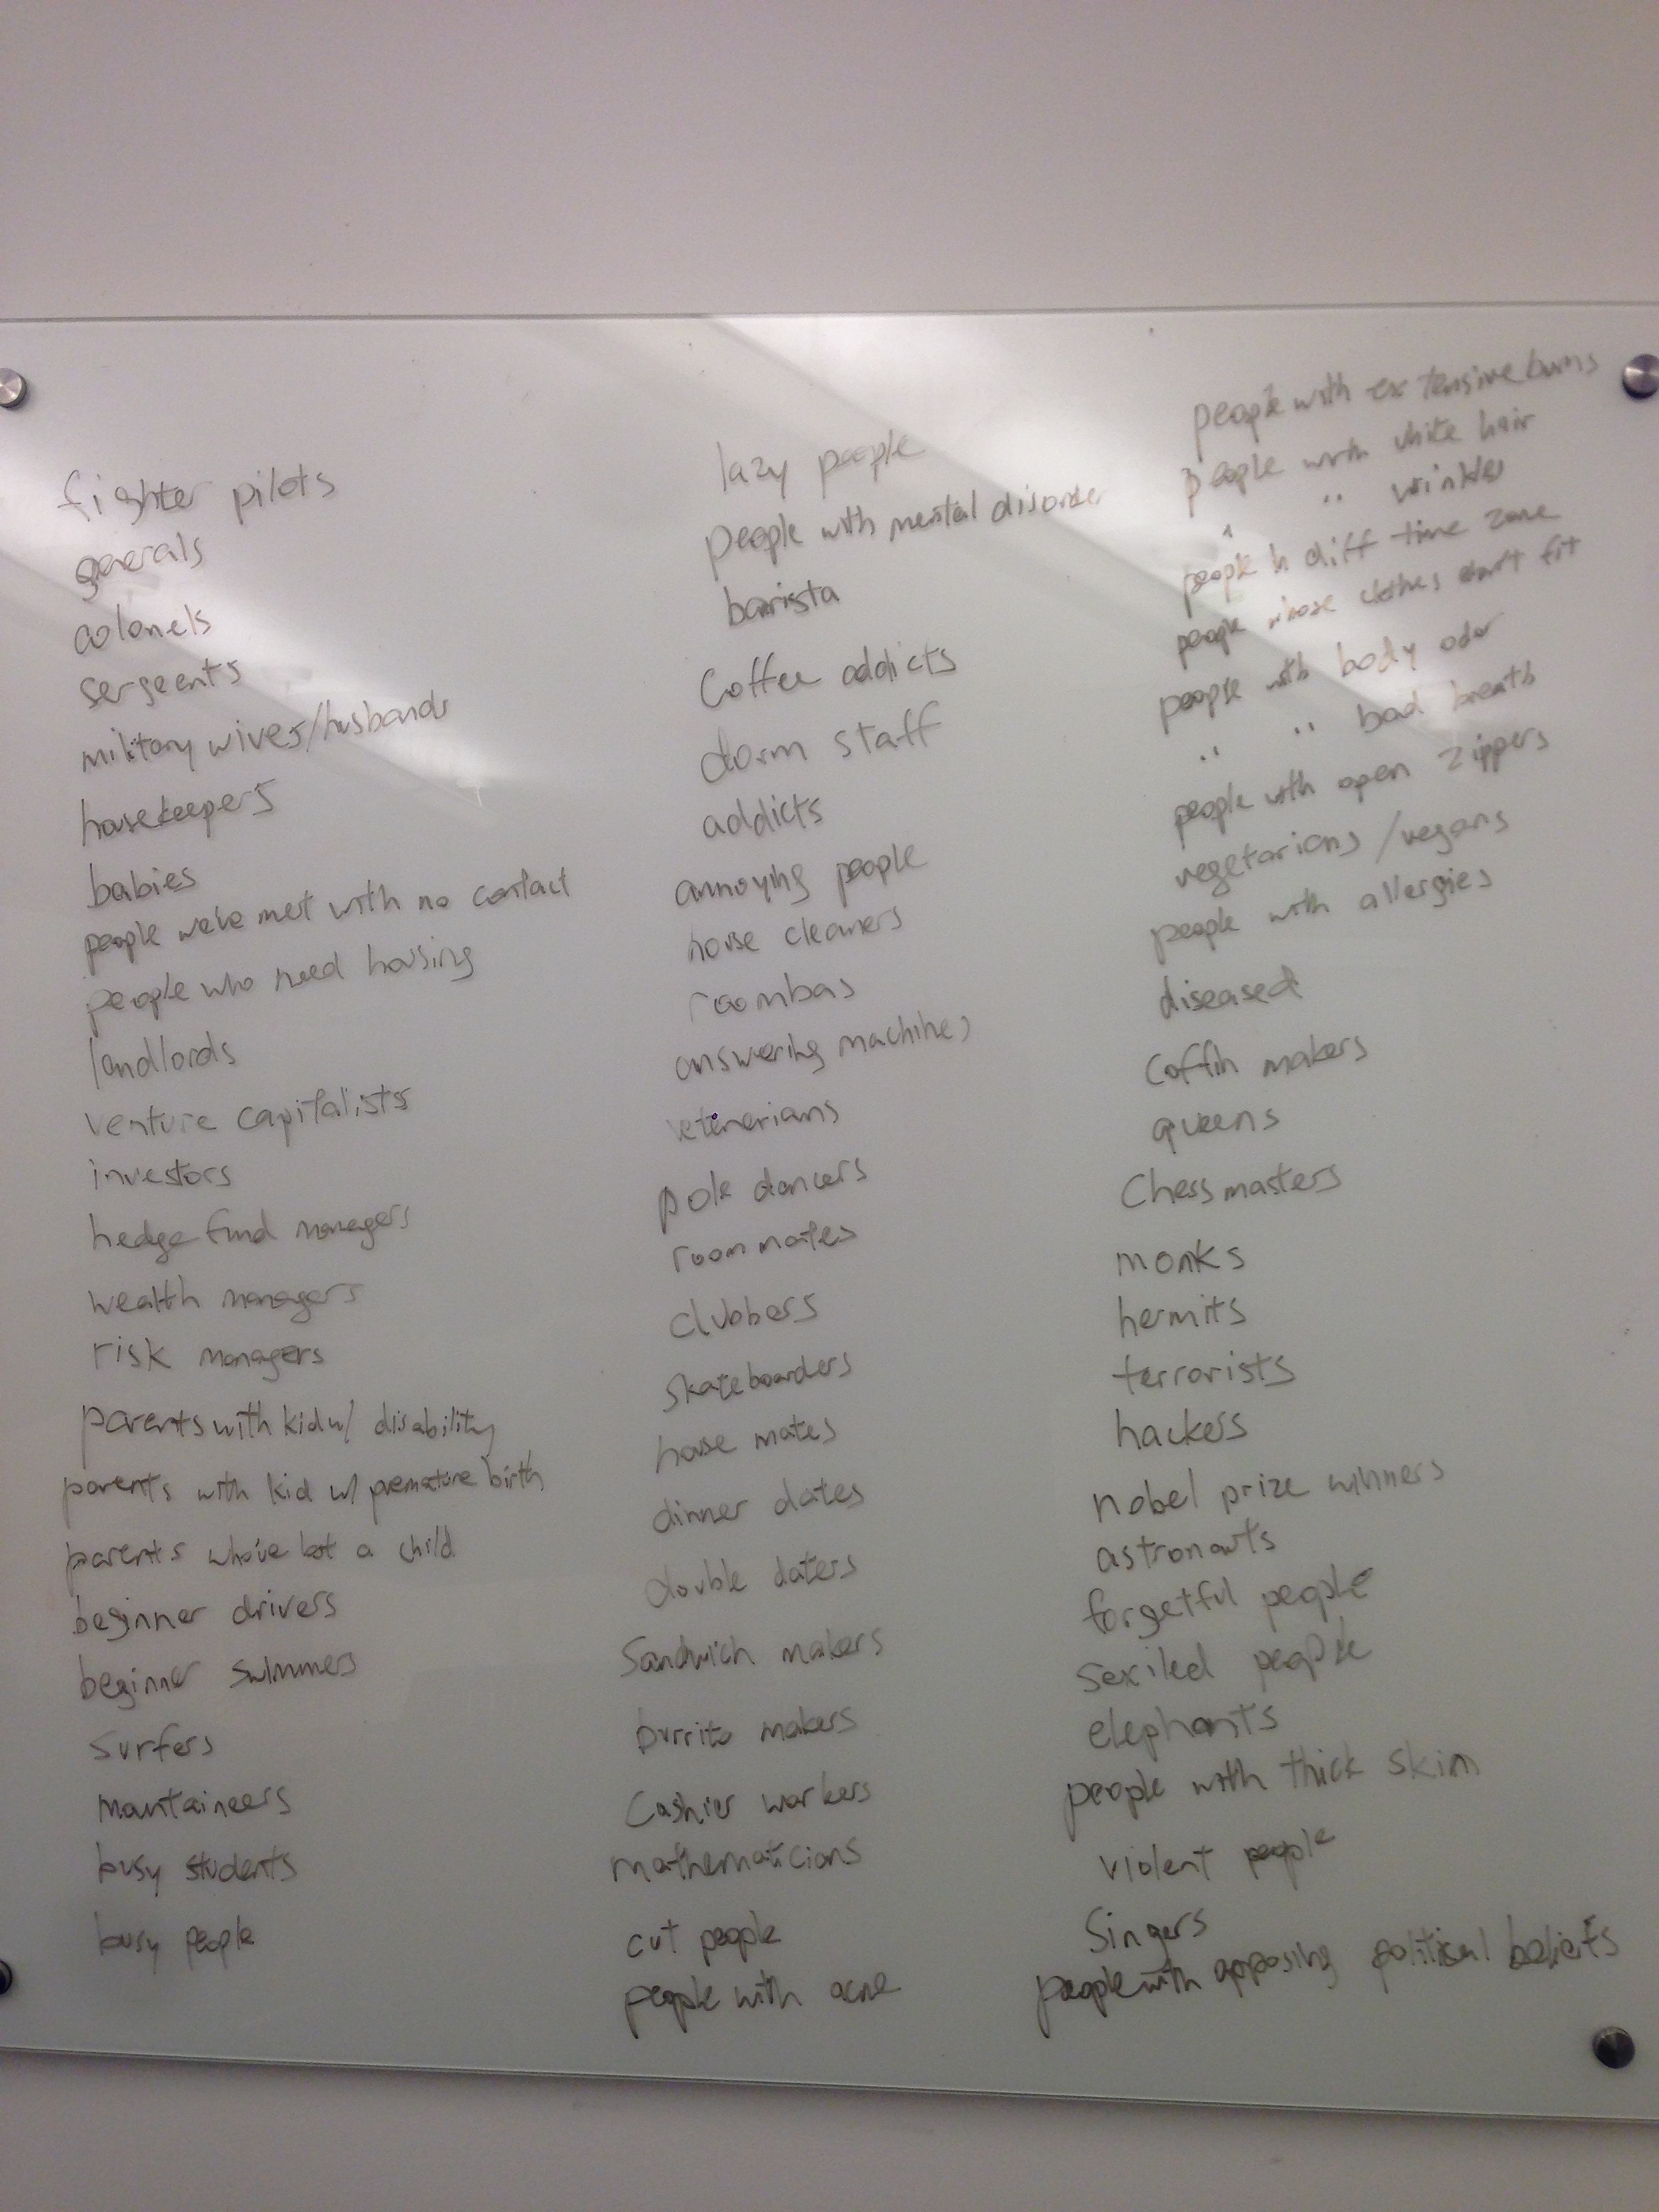 fighter pilots
generals
colonels
sergeents
military wives/husbands
housekeepers
babies
people we've met with no contact
people who need housing
landlords
venture capitalists
investors
hedge fund managers
wealth managers
risk managers
parents with kid w/ disability
parents with kid w/ premature birth
parents who've lost a child
beginner drivers
beginner swimmers
surfers
mountaineers
busy students
busy people
lazy people
people with mental disorder
barista
coffee addicts
dorm staff
addicts
annoying people
house cleaners
roombas
answering machines
vetinerians
pole dancers
roommates
clubbers
skateboarders
house mates
dinner dates
double daters
Sandwich makers
burrito makers
Cashier workers
mathematicians
cut people
people with acne
people with extensive burns
people with white hair
" " wrinkles
people in diff time zone
people whose clothes don't fit
people with body odor
" " bad breath
people with open zippers
vegetarians / vegans
people with allergies
diseased
coffin makers
queens
Chess masters
monks
hermits
terrorists
hackers
nobel prize winners
astronauts
forgetful people
sexiled people
elephants
people with thick skin
violent people
Singers
people with opposing political beliefs